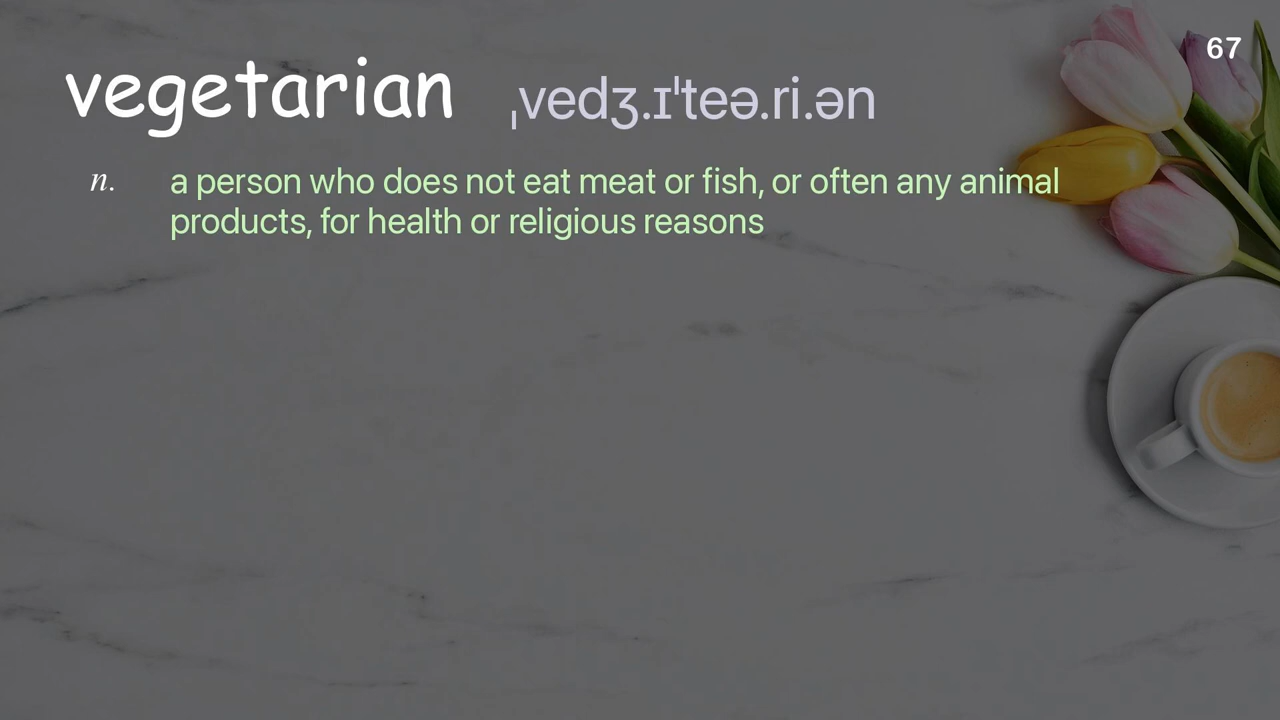 67
vegetarian ˌvedʒ.ɪˈteə.ri.ən
n. a person who does not eat meat or fish, or often any animal
products, for health or religious reasons